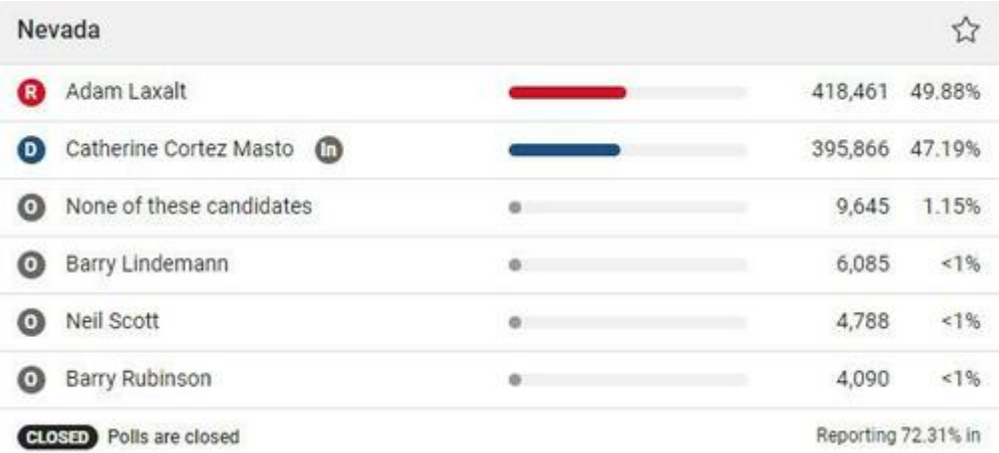 Nevada
R Adam Laxalt 418,461 49.88%
D Catherine Cortez Masto In 395,866 47.19%
O None of these candidates 9,645 1.15%
O Barry Lindemann 6,085 <1%
O Neil Scott 4,788 <1%
O Barry Rubinson 4,090 <1%
CLOSED Polls are closed Reporting 72.31% in